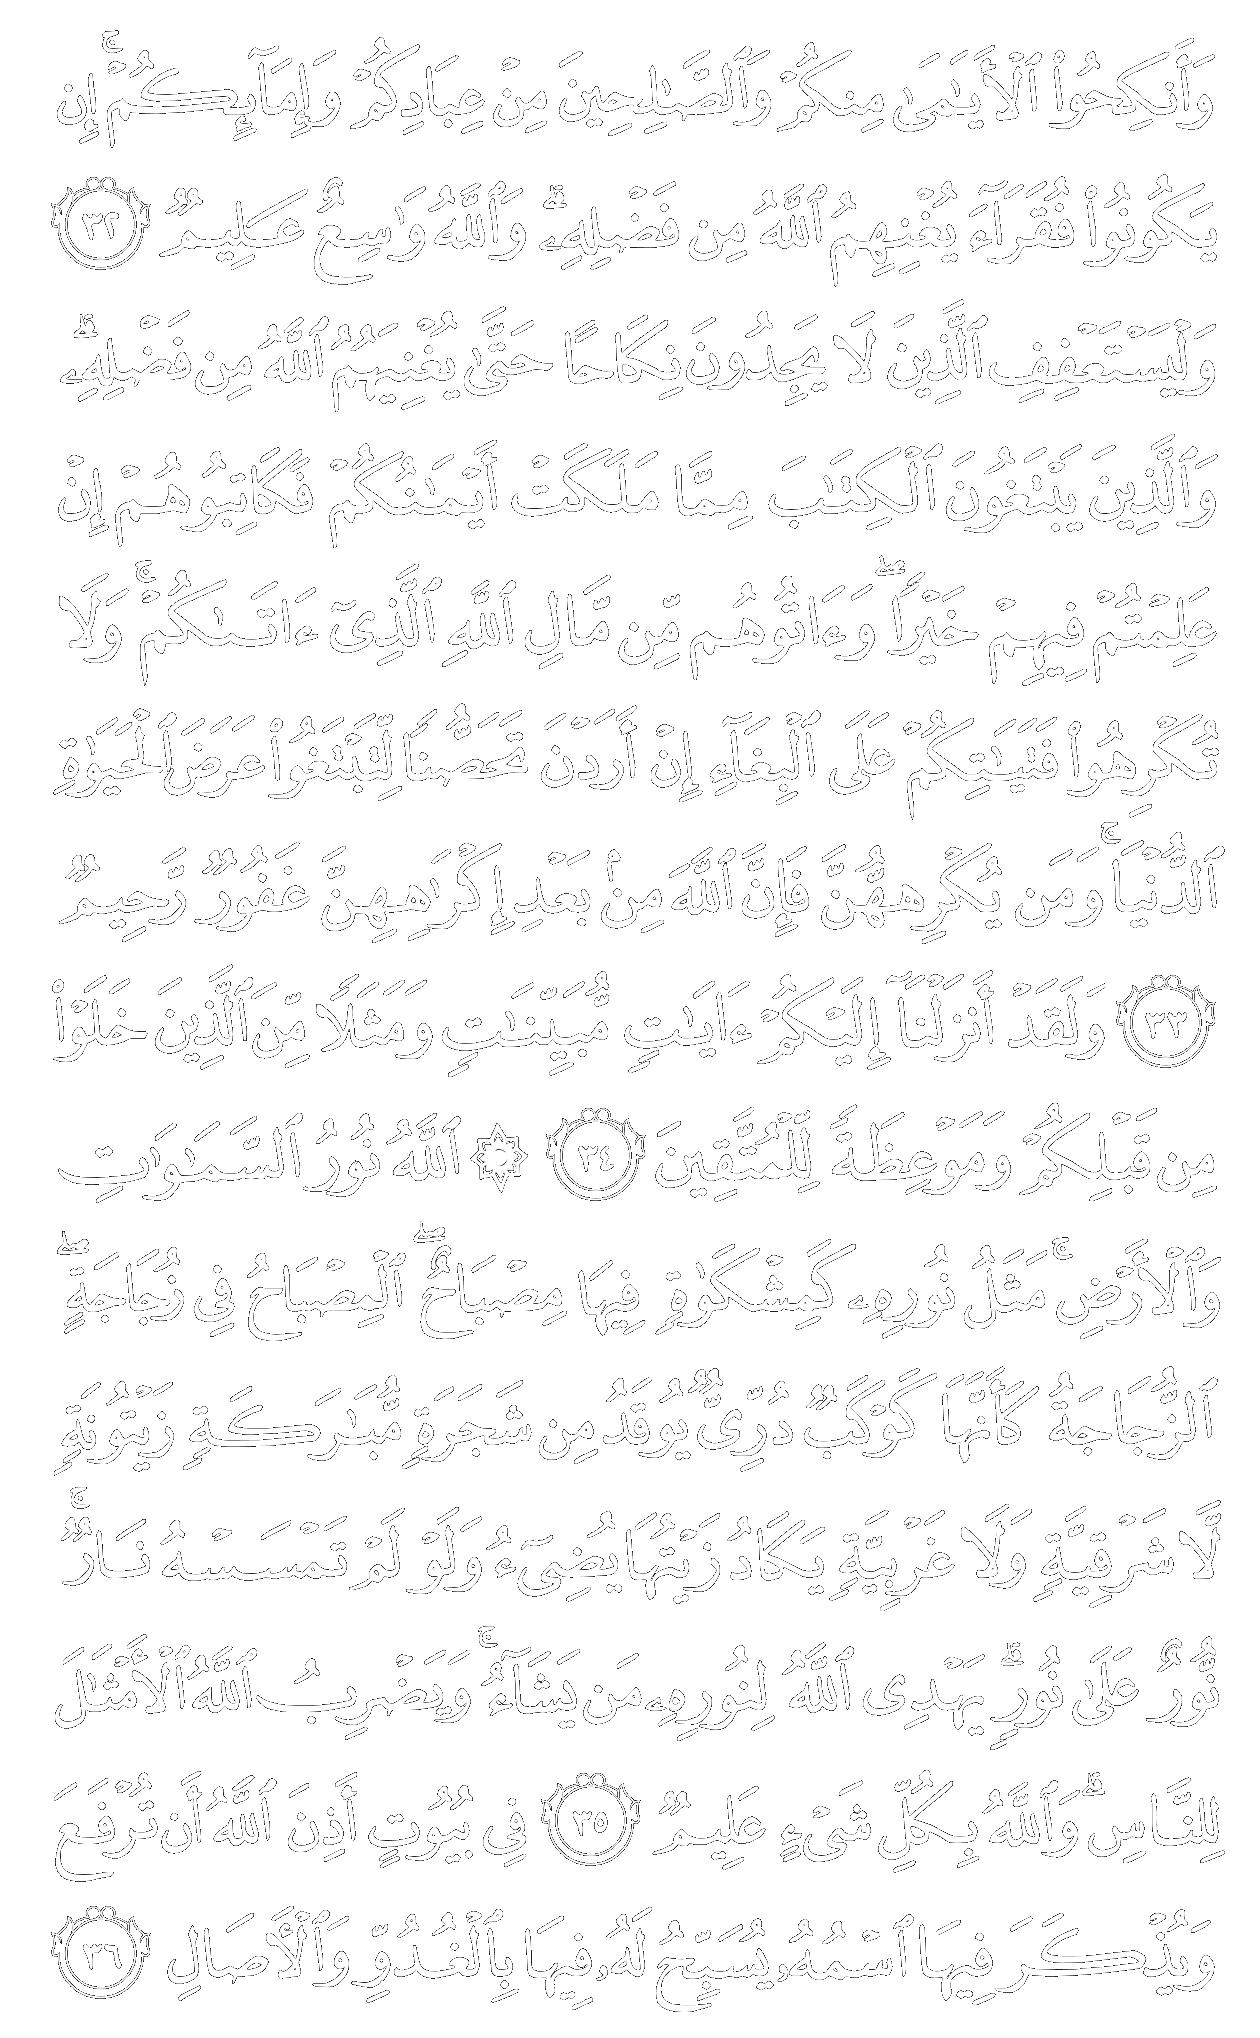 وَأَنكِحُوا۟ ٱلْأَيَـٰمَىٰ مِنكُمْ وَٱلصَّـٰلِحِينَ مِنْ عِبَادِكُمْ وَإِمَآئِكُمْ ۚ إِن
يَكُونُوا۟ فُقَرَآءَ يُغْنِهِمُ ٱللَّهُ مِن فَضْلِهِۦ ۗ وَٱللَّهُ وَٰسِعٌ عَلِيمٌ ٣٢
وَلْيَسْتَعْفِفِ ٱلَّذِينَ لَا يَجِدُونَ نِكَاحًا حَتَّىٰ يُغْنِيَهُمُ ٱللَّهُ مِن فَضْلِهِۦ ۗ
وَٱلَّذِينَ يَبْتَغُونَ ٱلْكِتَـٰبَ مِمَّا مَلَكَتْ أَيْمَـٰنُكُمْ فَكَاتِبُوهُمْ إِنْ
عَلِمْتُمْ فِيهِمْ خَيْرًا ۖ وَءَاتُوهُم مِّن مَّالِ ٱللَّهِ ٱلَّذِىٓ ءَاتَىٰكُمْ ۚ وَلَا
تُكْرِهُوا۟ فَتَيَـٰتِكُمْ عَلَى ٱلْبِغَآءِ إِنْ أَرَدْنَ تَحَصُّنًا لِّتَبْتَغُوا۟ عَرَضَ ٱلْحَيَوٰةِ
ٱلدُّنْيَا ۚ وَمَن يُكْرِههُّنَّ فَإِنَّ ٱللَّهَ مِنۢ بَعْدِ إِكْرَٰهِهِنَّ غَفُورٌ رَّحِيمٌ
٣٣ وَلَقَدْ أَنزَلْنَآ إِلَيْكُمْ ءَايَـٰتٍ مُّبَيِّنَـٰتٍ وَمَثَلًا مِّنَ ٱلَّذِينَ خَلَوْا۟
مِن قَبْلِكُمْ وَمَوْعِظَةً لِّلْمُتَّقِينَ ٣٤ ۞ ٱللَّهُ نُورُ ٱلسَّمَـٰوَٰتِ
وَٱلْأَرْضِ ۚ مَثَلُ نُورِهِۦ كَمِشْكَوٰةٍ فِيهَا مِصْبَاحٌ ۖ ٱلْمِصْبَاحُ فِى زُجَاجَةٍ ۖ
ٱلزُّجَاجَةُ كَأَنَّهَا كَوْكَبٌ دُرِّىٌّ يُوقَدُ مِن شَجَرَةٍ مُّبَـٰرَكَةٍ زَيْتُونَةٍ
لَّا شَرْقِيَّةٍ وَلَا غَرْبِيَّةٍ يَكَادُ زَيْتُهَا يُضِىٓءُ وَلَوْ لَمْ تَمْسَسْهُ نَارٌ ۚ
نُّورٌ عَلَىٰ نُورٍ ۗ يَهْدِى ٱللَّهُ لِنُورِهِۦ مَن يَشَآءُ ۚ وَيَضْرِبُ ٱللَّهُ ٱلْأَمْثَـٰلَ
لِلنَّاسِ ۗ وَٱللَّهُ بِكُلِّ شَىْءٍ عَلِيمٌ ٣٥ فِى بُيُوتٍ أَذِنَ ٱللَّهُ أَن تُرْفَعَ
وَيُذْكَرَ فِيهَا ٱسْمُهُۥ يُسَبِّحُ لَهُۥ فِيهَا بِٱلْغُدُوِّ وَٱلْـَٔاصَالِ ٣٦